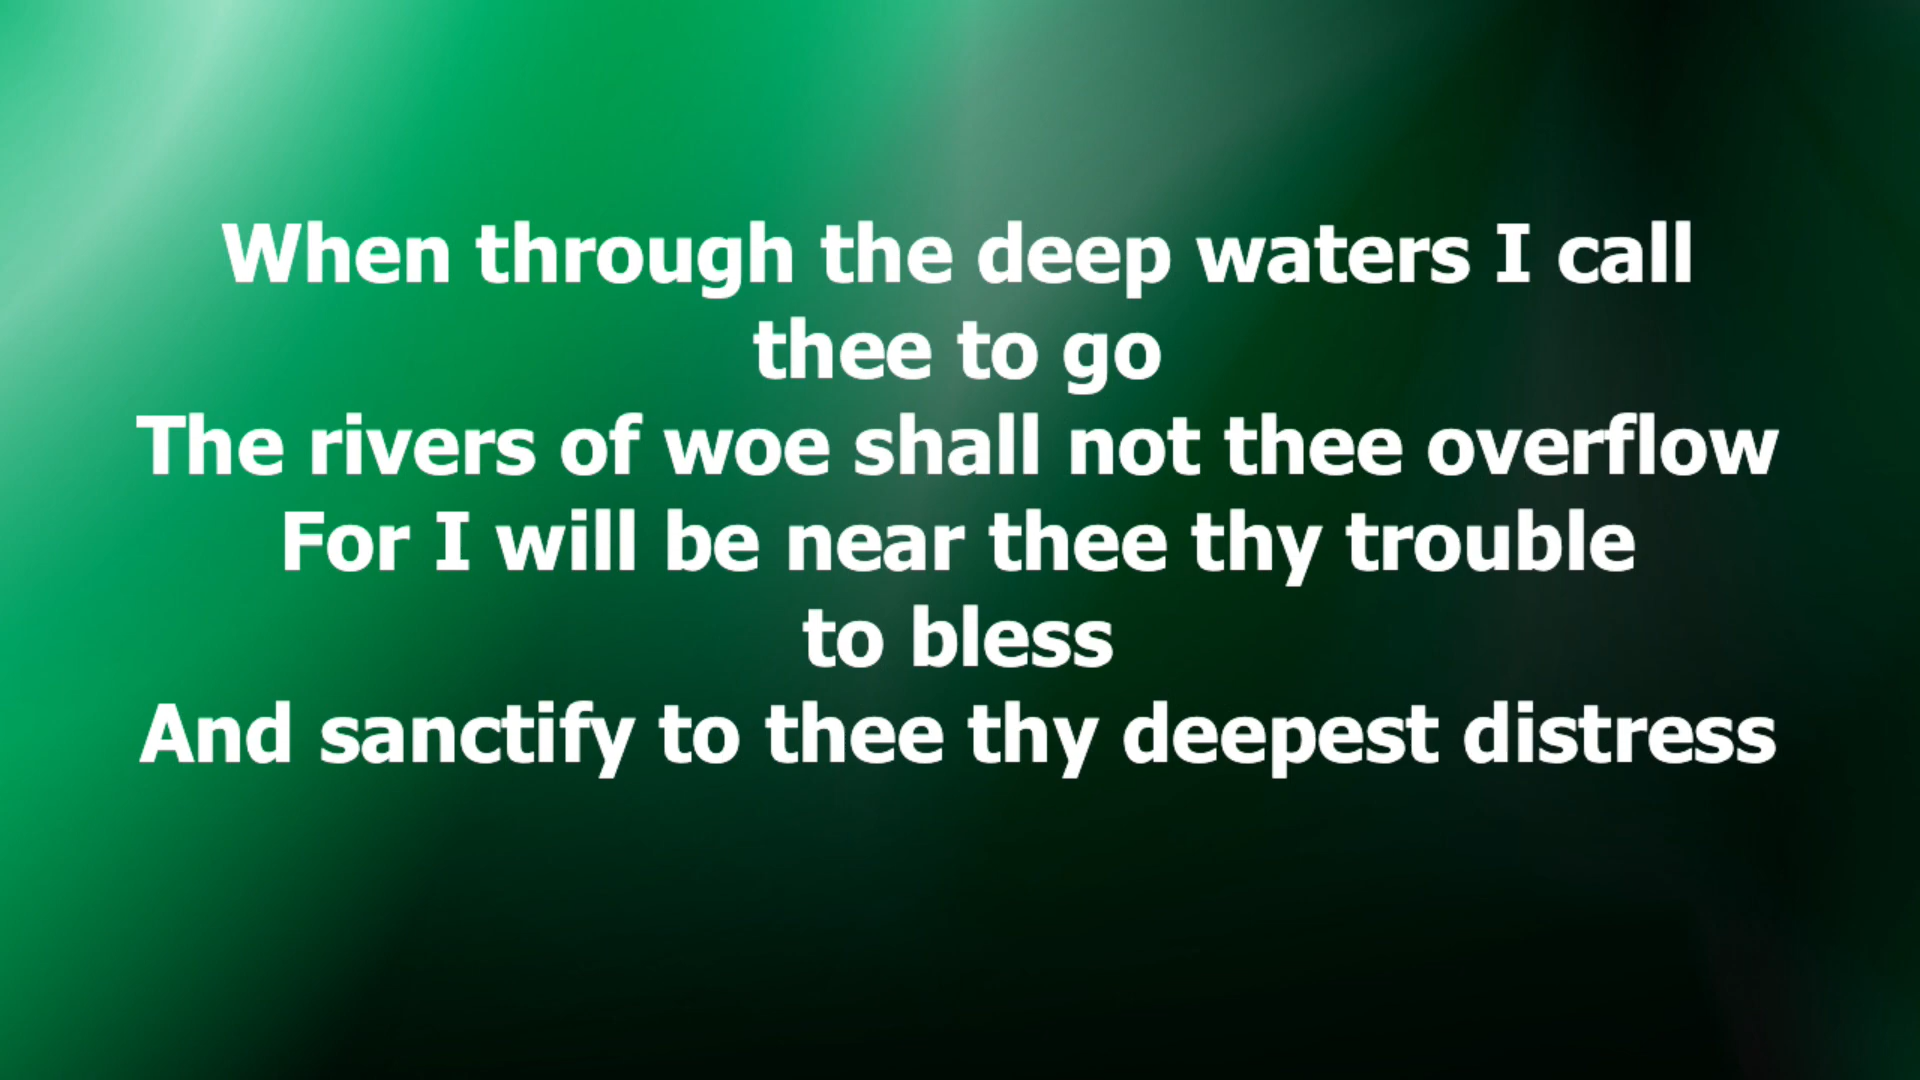 When through the deep waters I call
thee to go
The rivers of woe shall not thee overflow
For I will be near thee thy trouble
to bless
And sanctify to thee thy deepest distress